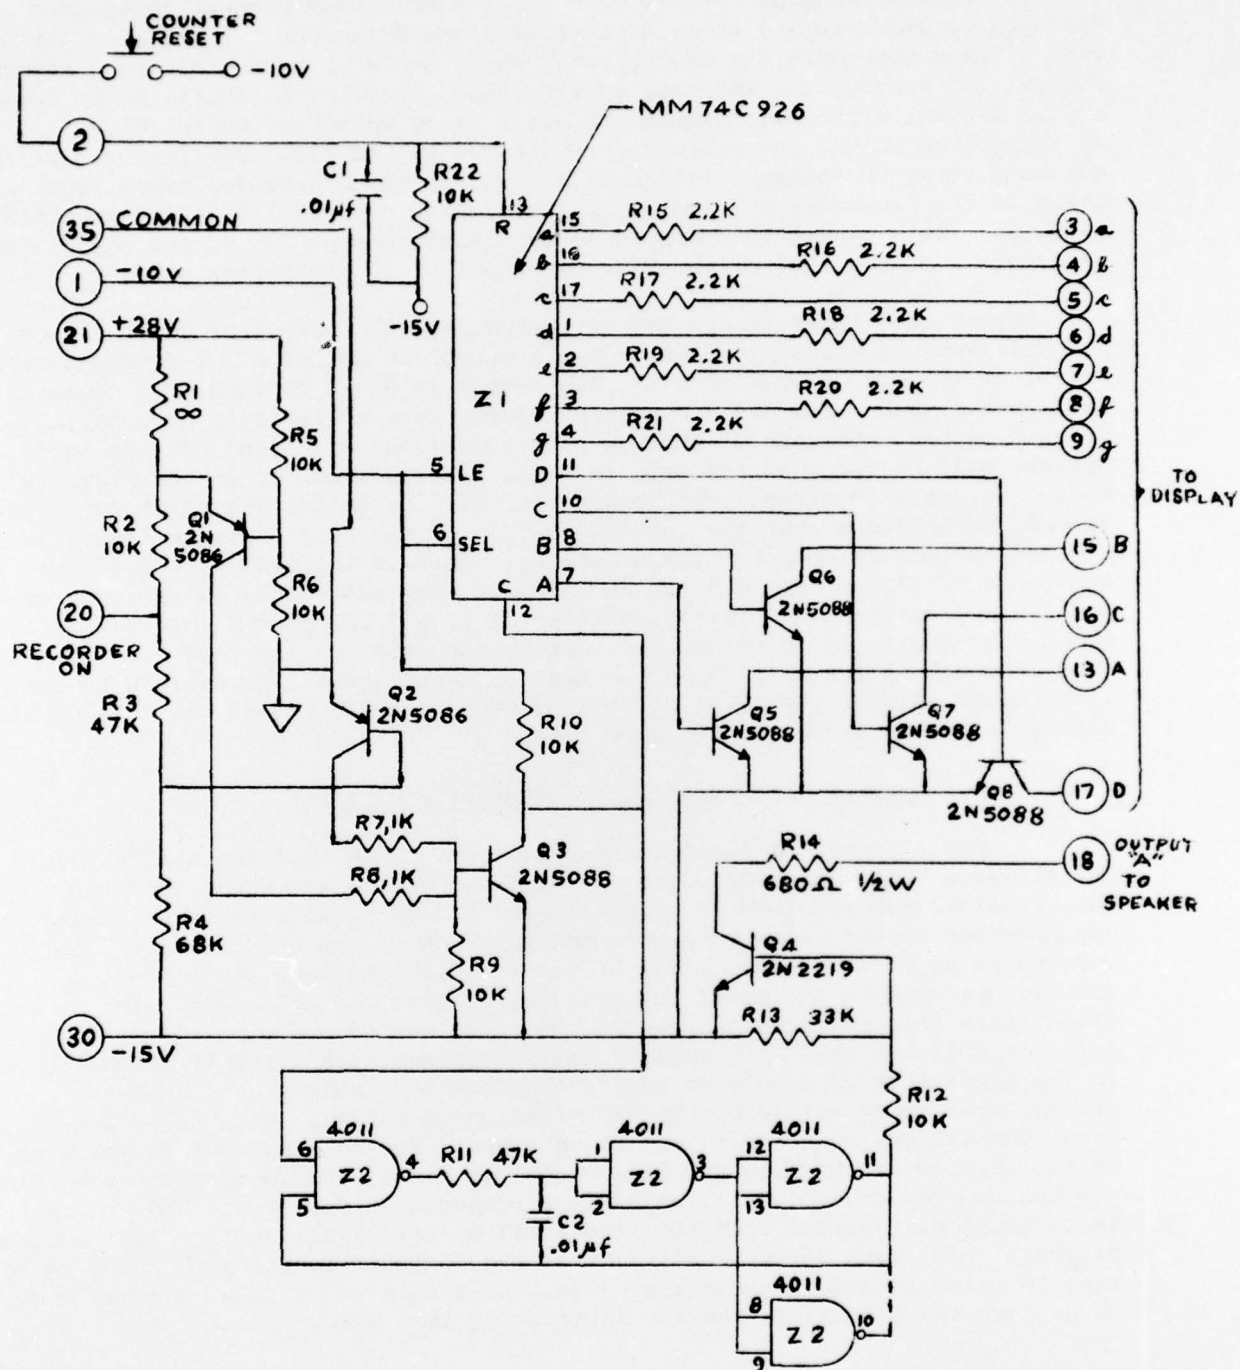 COUNTER
RESET
-10V
2
MM74C926
C1
.01µf
R22
10K
-15V
35 COMMON
1 -10V
21 +28V
R1
∞
R2
10K
20
RECORDER
ON
R3
47K
R4
68K
30 -15V
R5
10K
R6
10K
Q1
2N
5086
Q2
2N5086
R7,1K
R8,1K
R9
10K
R10
10K
Q3
2N5088
13
R
Z1
5 LE
6 SEL
C
12
a 15 R15 2.2K 3 a
b 16 R16 2.2K 4 b
c 17 R17 2.2K 5 c
d 1 R18 2.2K 6 d
e 2 R19 2.2K 7 e
f 3 R20 2.2K 8 f
g 4 R21 2.2K 9 g
D 11
C 10
B 8
A 7
TO
DISPLAY
Q6
2N5088
15 B
16 C
13 A
Q5
2N5088
Q7
2N5088
Q8
2N5088
17 D
R14
680Ω 1/2W
18 OUTPUT
"A"
TO
SPEAKER
Q4
2N2219
R13 33K
R12
10K
4011
6
5
Z2
4
R11 47K
C2
.01µf
4011
1
2
Z2
3
4011
12
13
Z2
11
4011
8
9
Z2
10